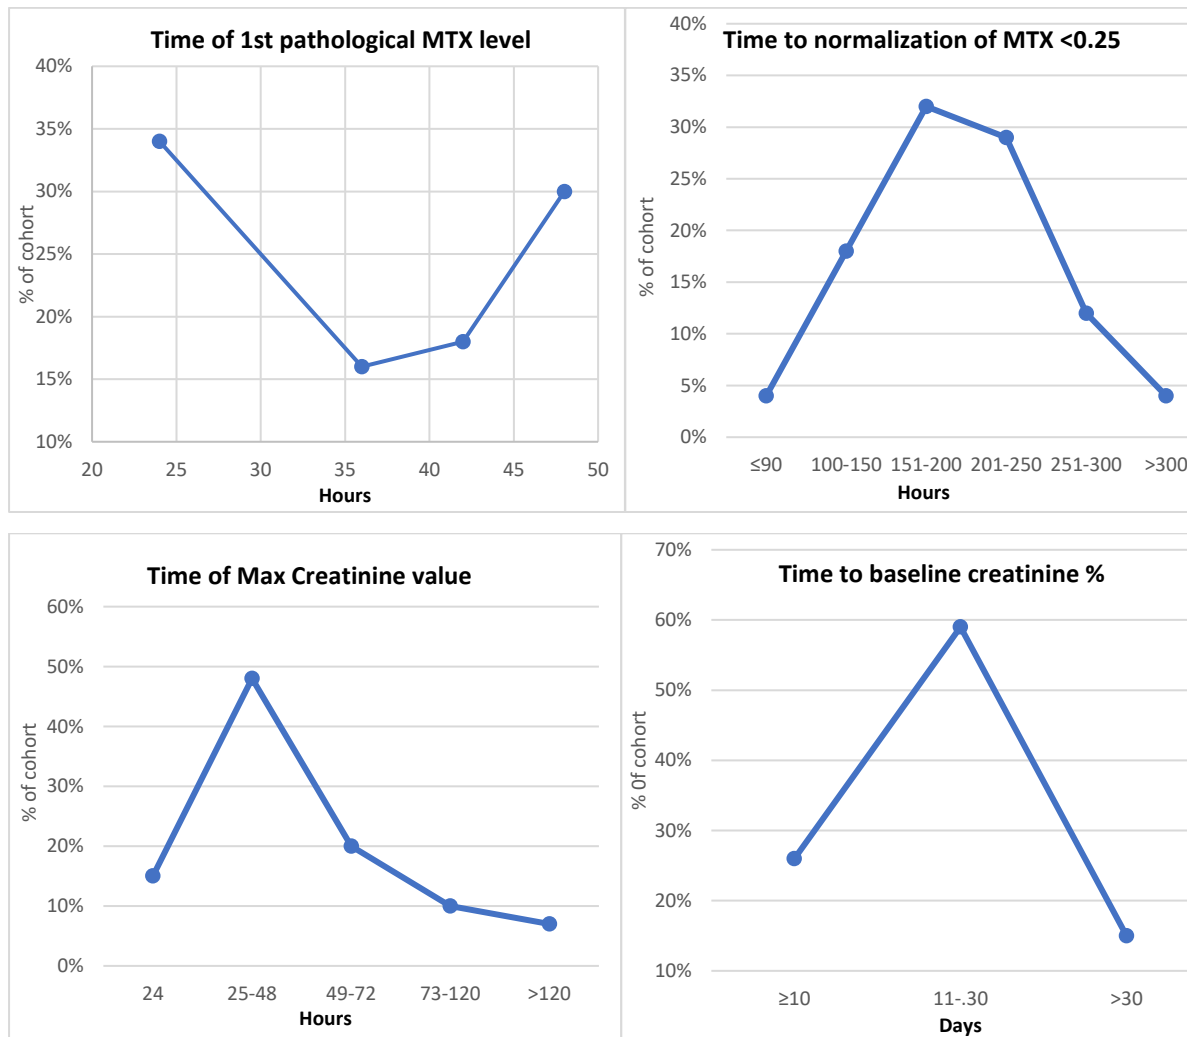 Time of 1st pathological MTX level
40%
35%
30%
25%
20%
15%
10%
% of cohort
20 25 30 35 40 45 50
Hours
Time to normalization of MTX <0.25
40%
35%
30%
25%
20%
15%
10%
5%
0%
% of cohort
≤90 100-150 151-200 201-250 251-300 >300
Hours
Time of Max Creatinine value
60%
50%
40%
30%
20%
10%
0%
% of cohort
24 25-48 49-72 73-120 >120
Hours
Time to baseline creatinine %
70%
60%
50%
40%
30%
20%
10%
% 0f cohort
≥10 11-.30 >30
Days